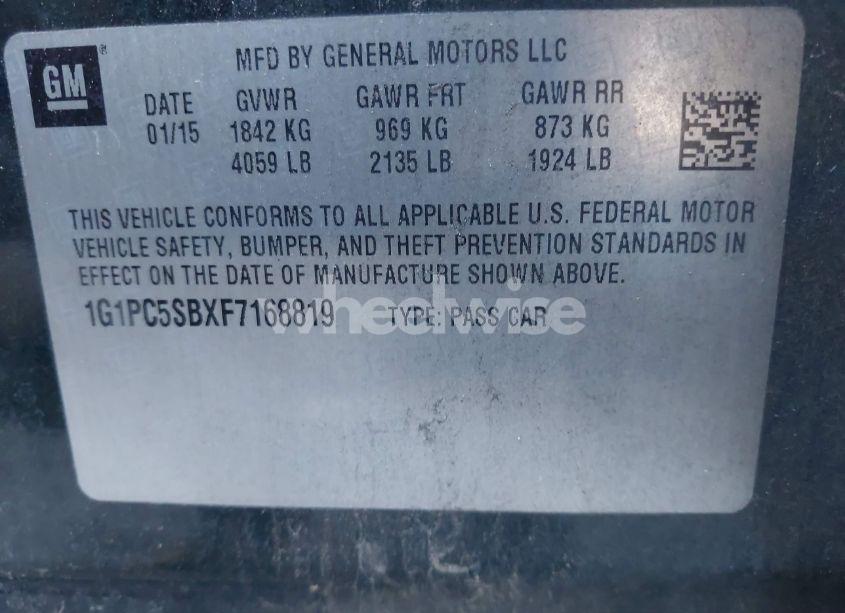 GM®
MFD BY GENERAL MOTORS LLC
DATE GVWR GAWR FRT GAWR RR
01/15 1842 KG 969 KG 873 KG
4059 LB 2135 LB 1924 LB
THIS VEHICLE CONFORMS TO ALL APPLICABLE U.S. FEDERAL MOTOR
VEHICLE SAFETY, BUMPER, AND THEFT PREVENTION STANDARDS IN
EFFECT ON THE DATE OF MANUFACTURE SHOWN ABOVE.
1G1PC5SBXF7168819 TYPE: PASS CAR
wheelwise